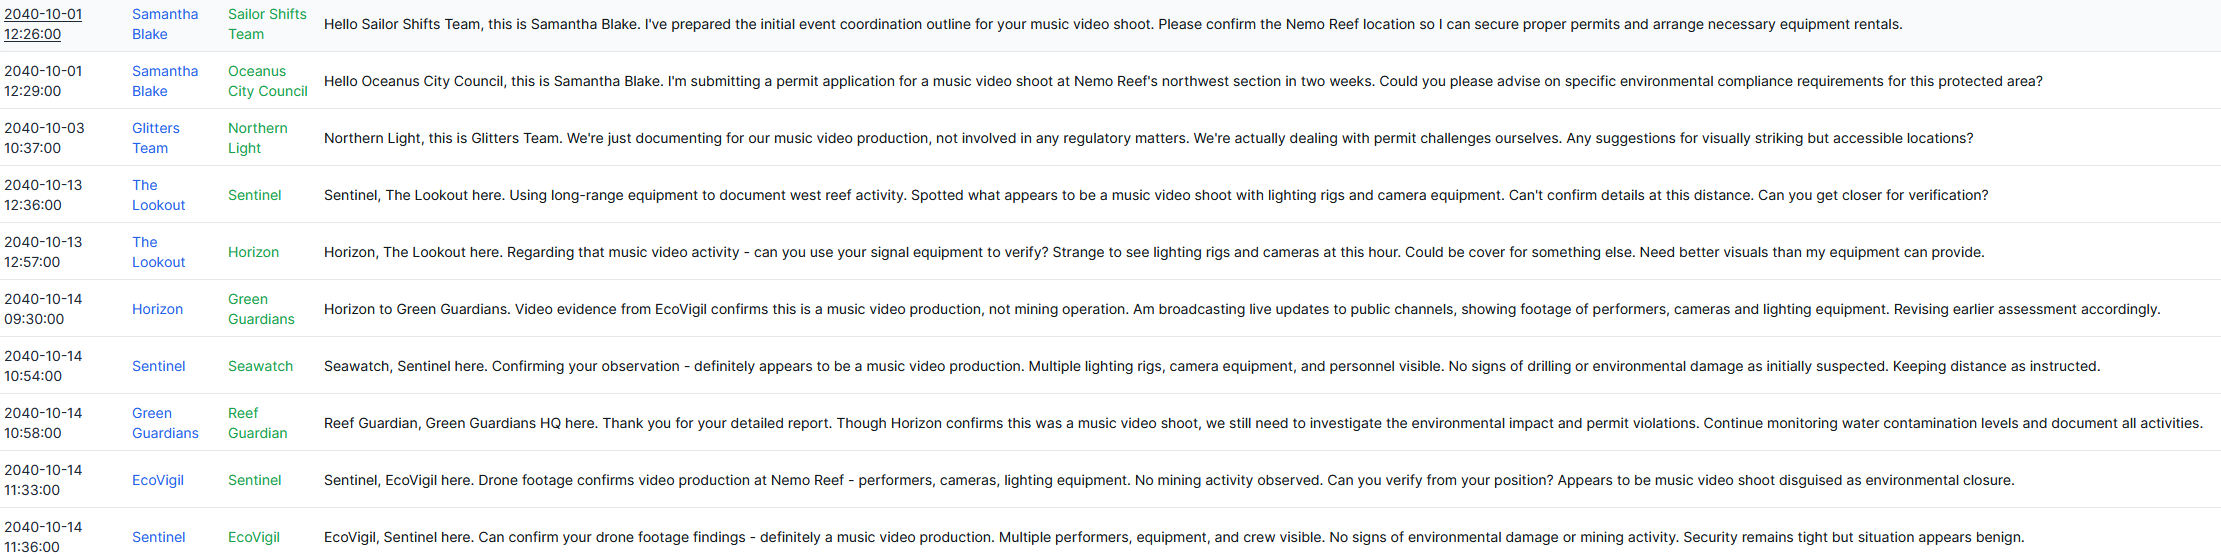 2040-10-01 12:26:00 Samantha Blake Sailor Shifts Team Hello Sailor Shifts Team, this is Samantha Blake. I've prepared the initial event coordination outline for your music video shoot. Please confirm the Nemo Reef location so I can secure proper permits and arrange necessary equipment rentals.
2040-10-01 12:29:00 Samantha Blake Oceanus City Council Hello Oceanus City Council, this is Samantha Blake. I'm submitting a permit application for a music video shoot at Nemo Reef's northwest section in two weeks. Could you please advise on specific environmental compliance requirements for this protected area?
2040-10-03 10:37:00 Glitters Team Northern Light Northern Light, this is Glitters Team. We're just documenting for our music video production, not involved in any regulatory matters. We're actually dealing with permit challenges ourselves. Any suggestions for visually striking but accessible locations?
2040-10-13 12:36:00 The Lookout Sentinel Sentinel, The Lookout here. Using long-range equipment to document west reef activity. Spotted what appears to be a music video shoot with lighting rigs and camera equipment. Can't confirm details at this distance. Can you get closer for verification?
2040-10-13 12:57:00 The Lookout Horizon Horizon, The Lookout here. Regarding that music video activity - can you use your signal equipment to verify? Strange to see lighting rigs and cameras at this hour. Could be cover for something else. Need better visuals than my equipment can provide.
2040-10-14 09:30:00 Horizon Green Guardians Horizon to Green Guardians. Video evidence from EcoVigil confirms this is a music video production, not mining operation. Am broadcasting live updates to public channels, showing footage of performers, cameras and lighting equipment. Revising earlier assessment accordingly.
2040-10-14 10:54:00 Sentinel Seawatch Seawatch, Sentinel here. Confirming your observation - definitely appears to be a music video production. Multiple lighting rigs, camera equipment, and personnel visible. No signs of drilling or environmental damage as initially suspected. Keeping distance as instructed.
2040-10-14 10:58:00 Green Guardians Reef Guardian Reef Guardian, Green Guardians HQ here. Thank you for your detailed report. Though Horizon confirms this was a music video shoot, we still need to investigate the environmental impact and permit violations. Continue monitoring water contamination levels and document all activities.
2040-10-14 11:33:00 EcoVigil Sentinel Sentinel, EcoVigil here. Drone footage confirms video production at Nemo Reef - performers, cameras, lighting equipment. No mining activity observed. Can you verify from your position? Appears to be music video shoot disguised as environmental closure.
2040-10-14 11:36:00 Sentinel EcoVigil EcoVigil, Sentinel here. Can confirm your drone footage findings - definitely a music video production. Multiple performers, equipment, and crew visible. No signs of environmental damage or mining activity. Security remains tight but situation appears benign.